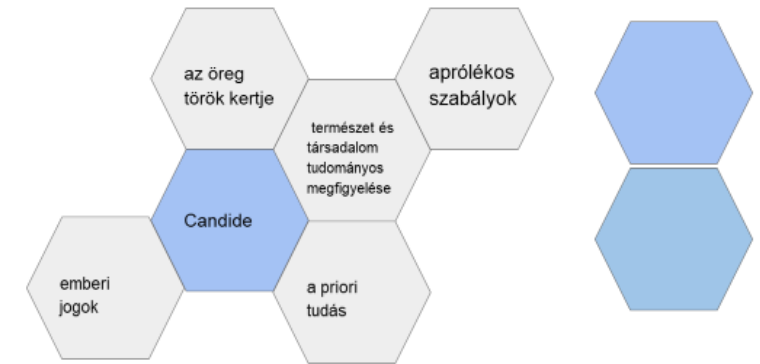 az öreg
török kertje
aprólékos
szabályok
természet és
társadalom
tudományos
megfigyelése
Candide
emberi
jogok
a priori
tudás